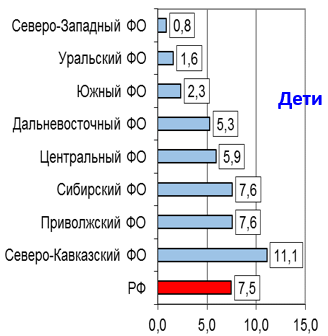 Северо-Западный ФО 0,8
Уральский ФО 1,6
Южный ФО 2,3
Дети
Дальневосточный ФО 5,3
Центральный ФО 5,9
Сибирский ФО 7,6
Приволжский ФО 7,6
Северо-Кавказский ФО 11,1
РФ 7,5
0,0 5,0 10,0 15,0